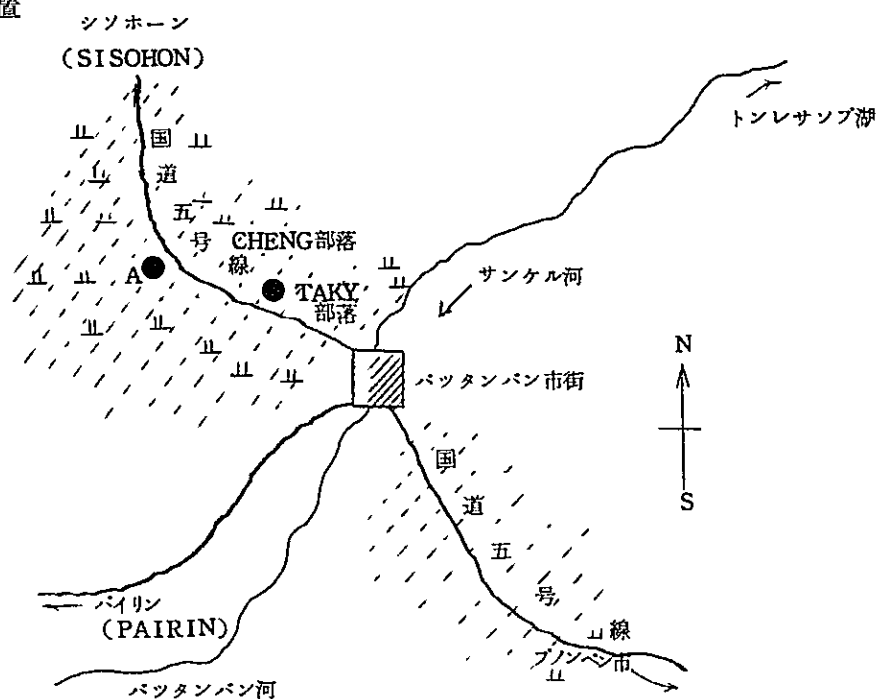 置
シソホーン
(SISOHON)
トンレサップ湖
国道五号線
CHENG部落
A
TAKY
部落
サンケル河
バッタンバン市街
N
S
国道五号線
パイリン
(PAIRIN)
プノンペン市
バッタンバン河